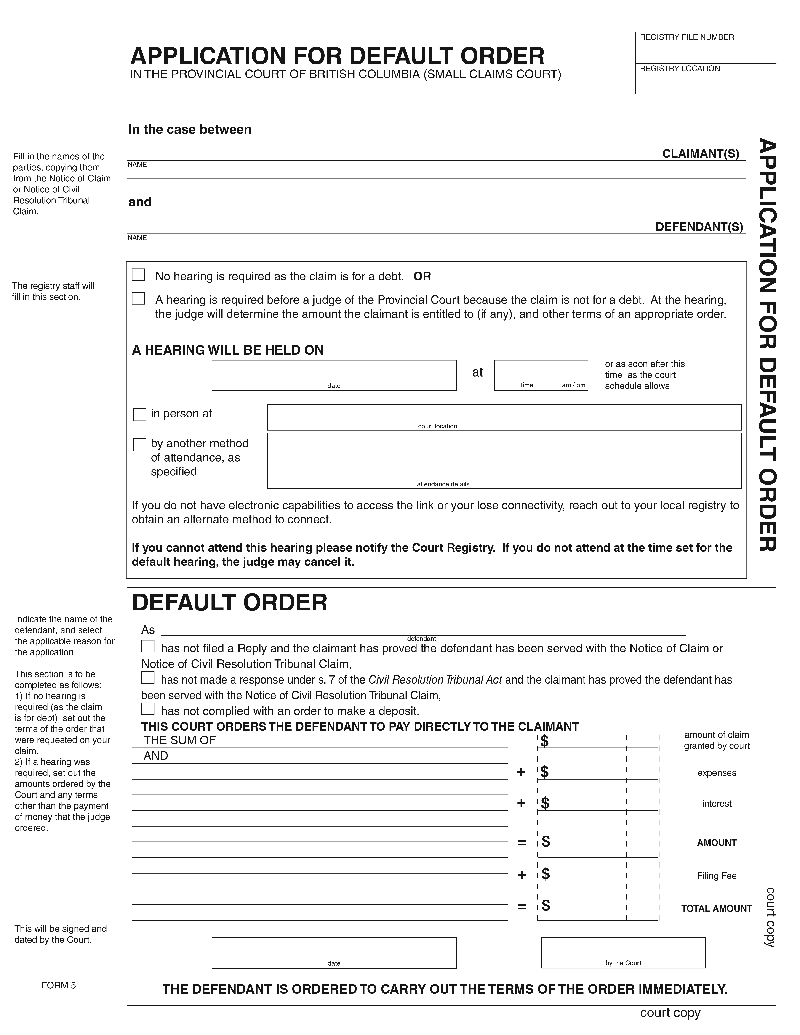 APPLICATION FOR DEFAULT ORDER
IN THE PROVINCIAL COURT OF BRITISH COLUMBIA (SMALL CLAIMS COURT)
REGISTRY FILE NUMBER
REGISTRY LOCATION
In the case between
Fill in the names of the
parties, copying them
from the Notice of Claim
or Notice of Civil
Resolution Tribunal
Claim.
CLAIMANT(S)
NAME
and
DEFENDANT(S)
NAME
APPLICATION FOR DEFAULT ORDER
The registry staff will
fill in this section.
No hearing is required as the claim is for a debt. OR
A hearing is required before a judge of the Provincial Court because the claim is not for a debt. At the hearing,
the judge will determine the amount the claimant is entitled to (if any), and other terms of an appropriate order.
A HEARING WILL BE HELD ON
date
at
time am / pm
or as soon after this
time as the court
schedule allows
in person at
court location
by another method
of attendance, as
specified
attendance details
If you do not have electronic capabilities to access the link or your lose connectivity, reach out to your local registry to
obtain an alternate method to connect.
If you cannot attend this hearing please notify the Court Registry. If you do not attend at the time set for the
default hearing, the judge may cancel it.
DEFAULT ORDER
Indicate the name of the
defendant, and select
the applicable reason for
the application.
As
defendant
has not filed a Reply and the claimant has proved the defendant has been served with the Notice of Claim or
Notice of Civil Resolution Tribunal Claim,
has not made a response under s. 7 of the Civil Resolution Tribunal Act and the claimant has proved the defendant has
been served with the Notice of Civil Resolution Tribunal Claim,
has not complied with an order to make a deposit.
This section is to be
completed as follows:
1) If no hearing is
required (as the claim
is for debt) set out the
terms of the order that
were requested on your
claim.
2) If a hearing was
required, set out the
amounts ordered by the
Court and any terms
other than the payment
of money that the judge
ordered.
THIS COURT ORDERS THE DEFENDANT TO PAY DIRECTLY TO THE CLAIMANT
THE SUM OF
$
amount of claim
granted by court
AND
+ $ expenses
+ $ interest
= $ AMOUNT
+ $ Filing Fee
= $ TOTAL AMOUNT
court copy
This will be signed and
dated by the Court.
date
by the Court
FORM 5
THE DEFENDANT IS ORDERED TO CARRY OUT THE TERMS OF THE ORDER IMMEDIATELY.
court copy